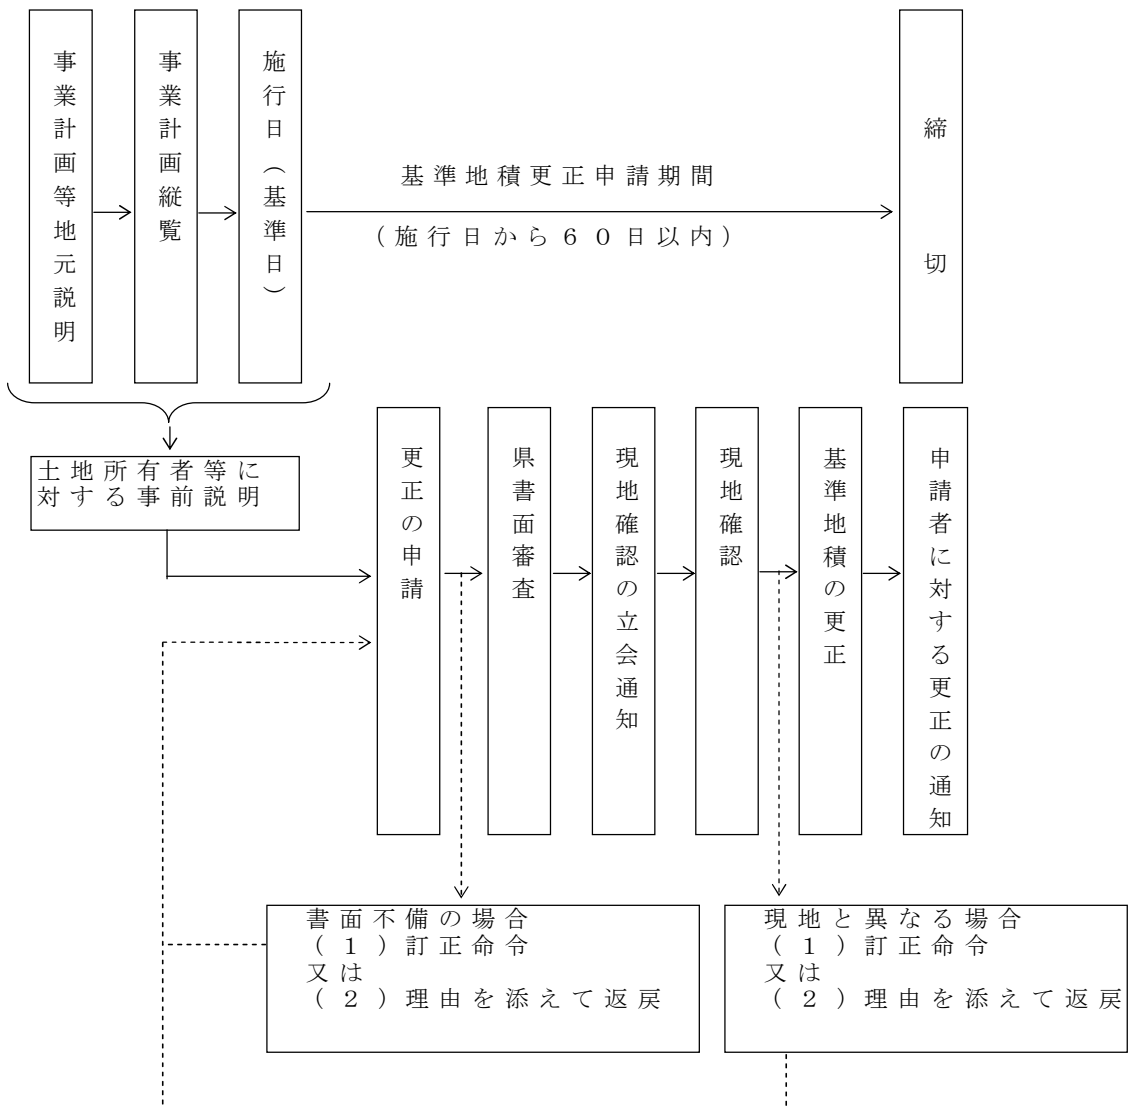 事業計画等地元説明
事業計画縦覧
施行日（基準日）
基準地積更正申請期間
（施行日から６０日以内）
締切
土地所有者等に
対する事前説明
更正の申請
県書面審査
現地確認の立会通知
現地確認
基準地積の更正
申請者に対する更正の通知
書面不備の場合
（１）訂正命令
又は
（２）理由を添えて返戻
現地と異なる場合
（１）訂正命令
又は
（２）理由を添えて返戻